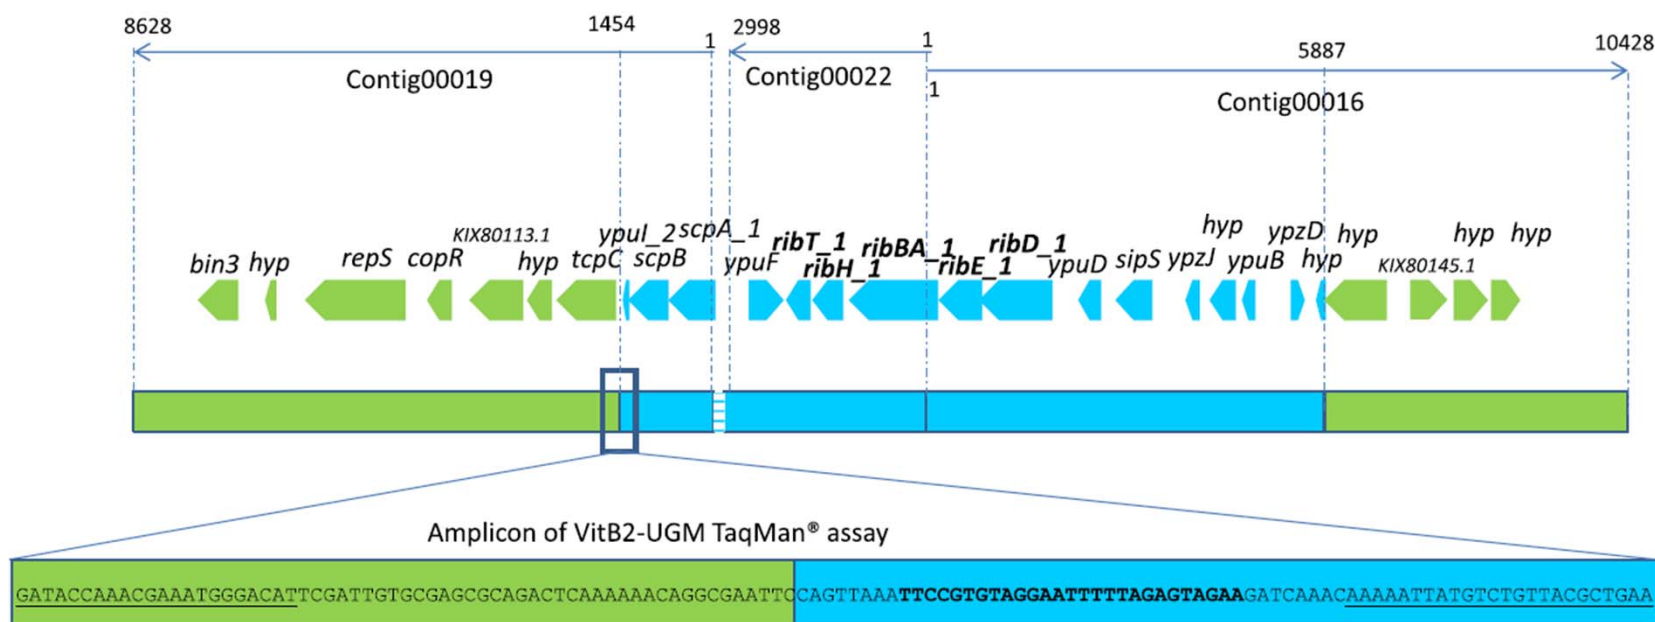 8628 1454 1 2998 1 5887 10428
Contig00019 Contig00022 1 Contig00016
KIX80113.1 ypuI_2 scpA_1 ribT_1 ribBA_1 ribD_1 hyp ypzD hyp hyp hyp
bin3 hyp repS copR hyp tcpC scpB ypuF ribH_1 ribE_1 ypuD sipS ypzJ ypuB hyp KIX80145.1
Amplicon of VitB2-UGM TaqMan® assay
GATACCAAACGAAATGGGACATTCGATTGTGCGAGCGCAGACTCAAAAAACAGGCGAATTCCAGTTAAATTCCGTGTAGGAATTTTTAGAGTAGAAGATCAAACAAAAATTATGTCTGTTACGCTGAA